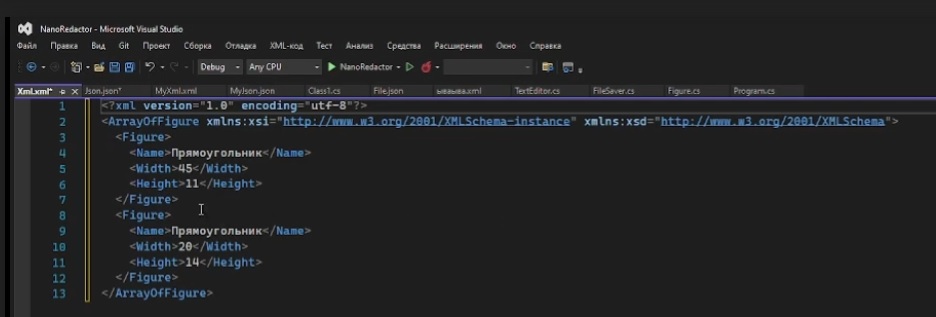 NanoRedactor - Microsoft Visual Studio
Файл Правка Вид Git Проект Сборка Отладка XML-код Тест Анализ Средства Расширения Окно Справка
Debug Any CPU NanoRedactor
Xml.xml* Json.json* MyXml.xml MyJson.json Class1.cs File.json ываыва.xml TertEditor.cs FileSaver.cs Figure.cs Program.cs
1 <?xml version="1.0" encoding="utf-8"?>
2 <ArrayOfFigure xmlns:xsi="http://www.w3.org/2001/XMLSchema-instance" xmlns:xsd="http://www.w3.org/2001/XMLSchema">
3 <Figure>
4 <Name>Прямоугольник</Name>
5 <Width>45</Width>
6 <Height>11</Height>
7 </Figure>
8 <Figure>
9 <Name>Прямоугольник</Name>
10 <Width>20</Width>
11 <Height>14</Height>
12 </Figure>
13 </ArrayOfFigure>